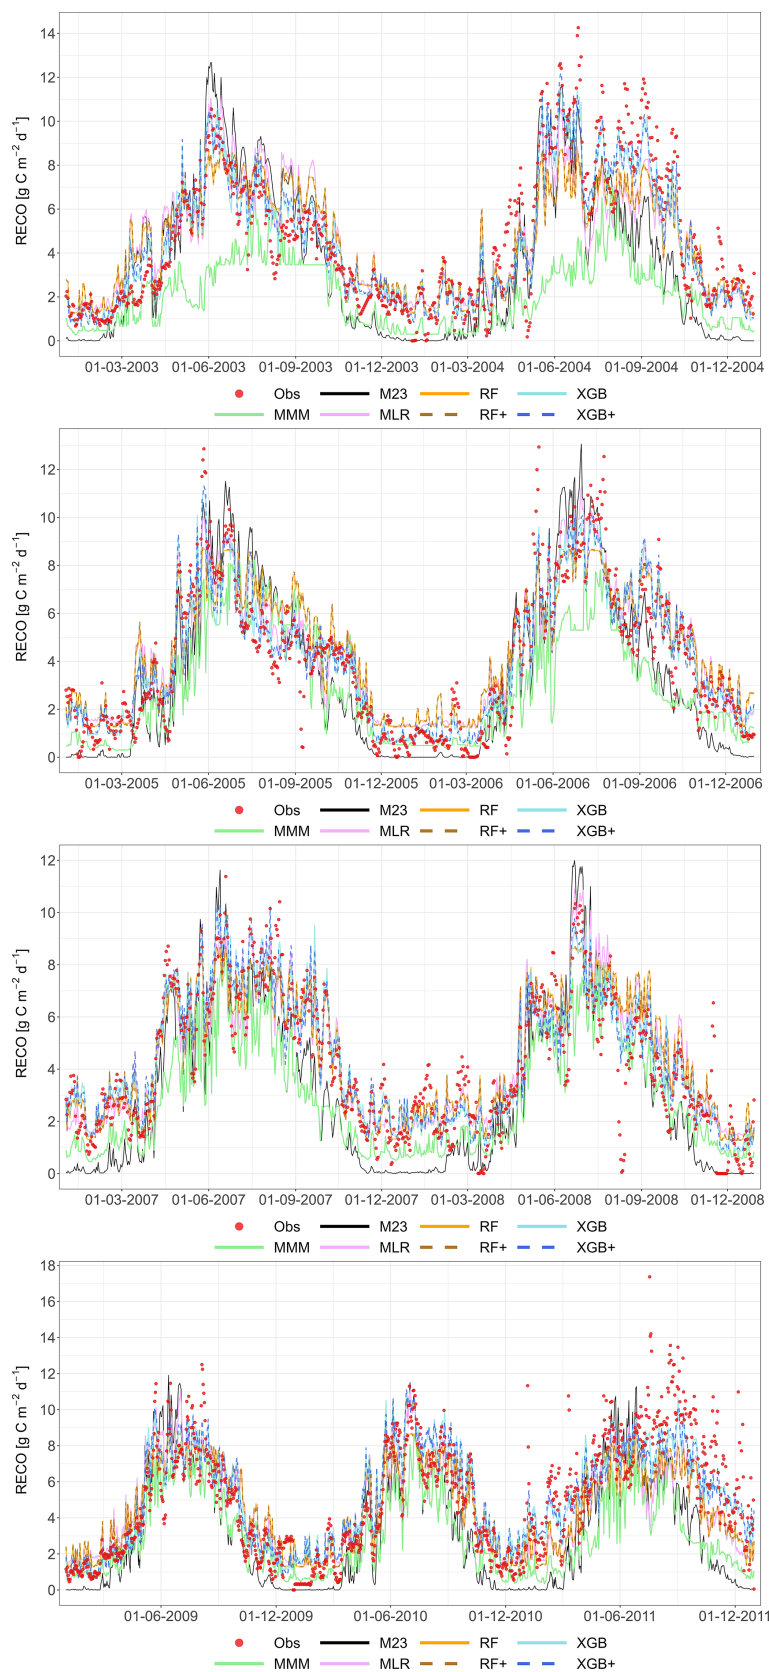 14
12
10
8
6
4
2
0
RECO [g C m⁻² d⁻¹]
01-03-2003 01-06-2003 01-09-2003 01-12-2003 01-03-2004 01-06-2004 01-09-2004 01-12-2004
Obs M23 RF XGB
MMM MLR RF+ XGB+
12
10
8
6
4
2
0
RECO [g C m⁻² d⁻¹]
01-03-2005 01-06-2005 01-09-2005 01-12-2005 01-03-2006 01-06-2006 01-09-2006 01-12-2006
Obs M23 RF XGB
MMM MLR RF+ XGB+
12
10
8
6
4
2
0
RECO [g C m⁻² d⁻¹]
01-03-2007 01-06-2007 01-09-2007 01-12-2007 01-03-2008 01-06-2008 01-09-2008 01-12-2008
Obs M23 RF XGB
MMM MLR RF+ XGB+
18
16
14
12
10
8
6
4
2
0
RECO [g C m⁻² d⁻¹]
01-06-2009 01-12-2009 01-06-2010 01-12-2010 01-06-2011 01-12-2011
Obs M23 RF XGB
MMM MLR RF+ XGB+